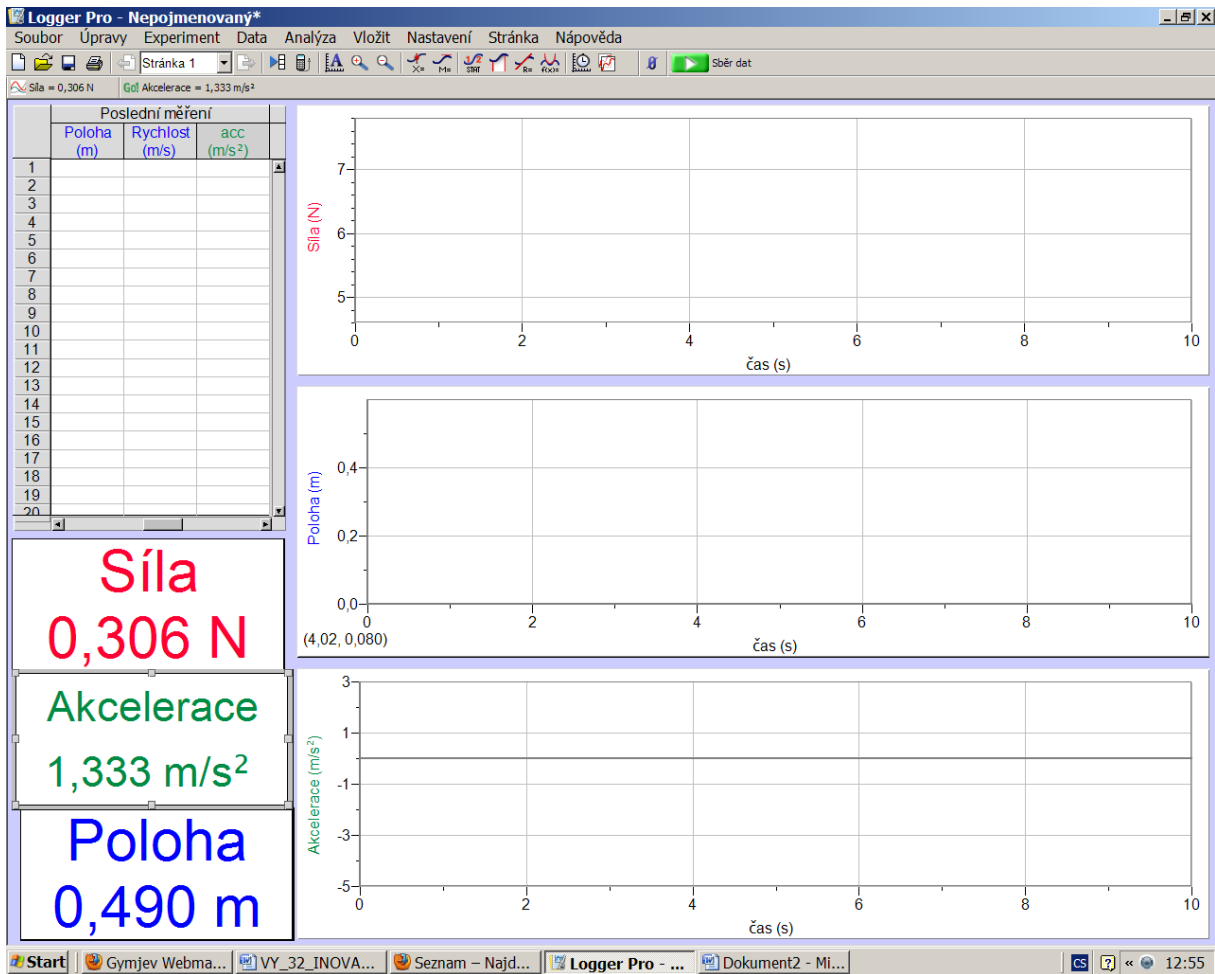 Logger Pro - Nepojmenovaný*
Soubor Úpravy Experiment Data Analýza Vložit Nastavení Stránka Nápověda
Stránka 1 Sběr dat
Síla = 0,306 N Go! Akcelerace = 1,333 m/s²
Poslední měření
Poloha Rychlost acc
(m) (m/s) (m/s²)
1
2
3
4
5
6
7
8
9
10
11
12
13
14
15
16
17
18
19
20
Síla
0,306 N
Akcelerace
1,333 m/s²
Poloha
0,490 m
Síla (N)
7
6
5
0 2 4 6 8 10
čas (s)
Poloha (m)
0,4
0,2
0,0
0 2 4 6 8 10
(4,02, 0,080)
čas (s)
Akcelerace (m/s²)
3
1
-1
-3
-5
0 2 4 6 8 10
čas (s)
Start Gymjev Webma... VY_32_INOVA... Seznam – Najd... Logger Pro - ... Dokument2 - Mi... CS ? « 12:55